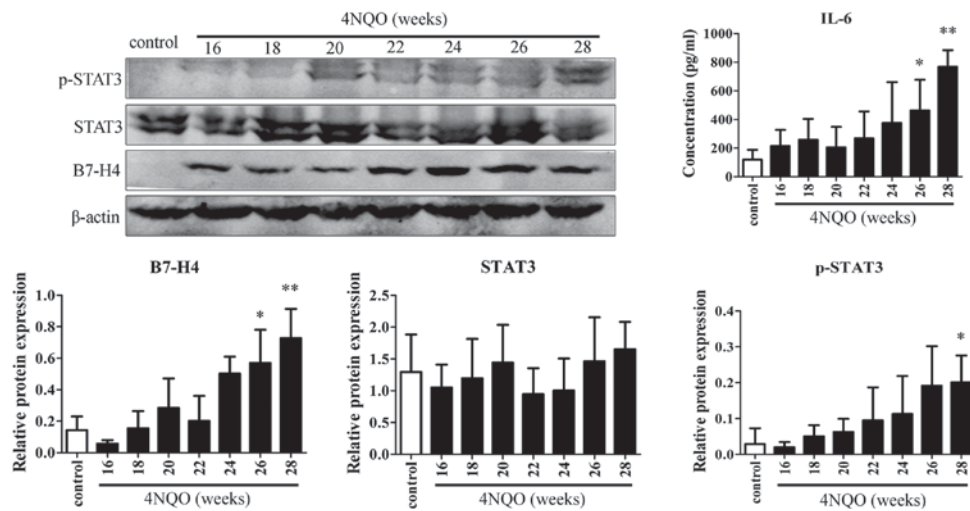 4NQO (weeks)
control 16 18 20 22 24 26 28
p-STAT3
STAT3
B7-H4
β-actin
IL-6
Concentration (pg/ml)
1000
800
600
400
200
0
* **
control 16 18 20 22 24 26 28
4NQO (weeks)
B7-H4
Relative protein expression
1.0
0.8
0.6
0.4
0.2
0.0
* **
control 16 18 20 22 24 26 28
4NQO (weeks)
STAT3
Relative protein expression
2.5
2.0
1.5
1.0
0.5
0.0
control 16 18 20 22 24 26 28
4NQO (weeks)
p-STAT3
Relative protein expression
0.4
0.3
0.2
0.1
0.0
*
control 16 18 20 22 24 26 28
4NQO (weeks)